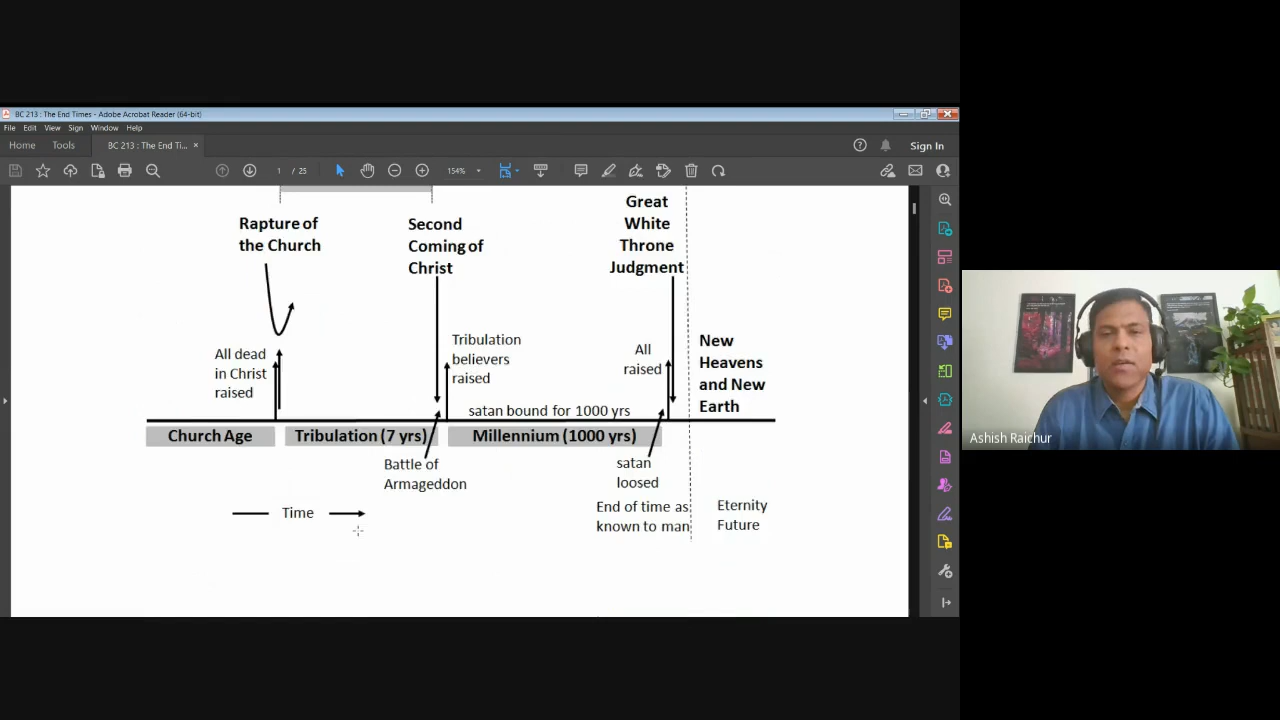 BC 213 : The End Times - Adobe Acrobat Reader (64-bit)
File Edit View Sign Window Help
Home Tools BC 213 : The End Ti... × Sign In
1 / 25 154%
Rapture of
the Church
Second
Coming of
Christ
Great
White
Throne
Judgment
All dead
in Christ
raised
Tribulation
believers
raised
All
raised
New
Heavens
and New
Earth
satan bound for 1000 yrs
Church Age Tribulation (7 yrs) Millennium (1000 yrs)
Battle of
Armageddon
satan
loosed
Time
End of time as
known to man
Eternity
Future
Ashish Raichur